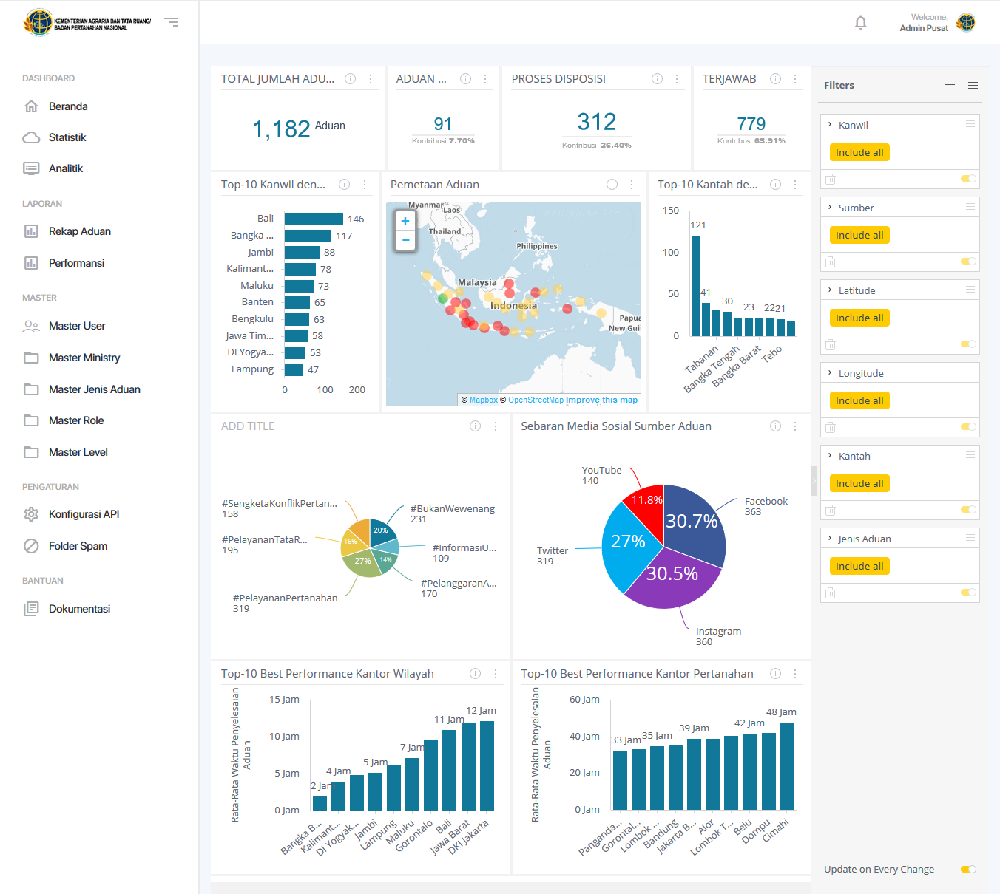 KEMENTERIAN AGRARIA DAN TATA RUANG/
BADAN PERTANAHAN NASIONAL
Welcome,
Admin Pusat
DASHBOARD
Beranda
Statistik
Analitik
LAPORAN
Rekap Aduan
Performansi
MASTER
Master User
Master Ministry
Master Jenis Aduan
Master Role
Master Level
PENGATURAN
Konfigurasi API
Folder Spam
BANTUAN
Dokumentasi
TOTAL JUMLAH ADU...
1,182 Aduan
ADUAN ...
91
Kontribusi 7.70%
PROSES DISPOSISI
312
Kontribusi 26.40%
TERJAWAB
779
Kontribusi 65.91%
Top-10 Kanwil den...
Bali 146
Bangka ... 117
Jambi 88
Kalimant... 78
Maluku 73
Banten 65
Bengkulu 63
Jawa Tim... 58
DI Yogya... 53
Lampung 47
0 100 200
Pemetaan Aduan
+
−
Myanmar
Laos
Thailand
Philippine Sea
Philippines
Malaysia
Indonesia
Papua
New Guin
© Mapbox © OpenStreetMap Improve this map
Top-10 Kantah de...
150
121
100
50
41
30
23
22 21
0
Tabanan
Bangka Tengah
Bangka Barat
Tebo
ADD TITLE
#SengketaKonflikPertan...
158
#BukanWewenang
231
#PelayananTataR...
195
#InformasiU...
109
#PelanggaranA...
170
#PelayananPertanahan
319
20%
16%
14%
27%
Sebaran Media Sosial Sumber Aduan
YouTube
140
Facebook
363
Twitter
319
Instagram
360
11.8%
30.7%
27%
30.5%
Top-10 Best Performance Kantor Wilayah
Rata-Rata Waktu Penyelesaian
Aduan
15 Jam
10 Jam
5 Jam
0 Jam
2 Jam
4 Jam
5 Jam
7 Jam
11 Jam
12 Jam
Bangka B...
Kalimant...
DI Yogyak...
Jambi
Lampung
Maluku
Gorontalo
Bali
Jawa Barat
DKI Jakarta
Top-10 Best Performance Kantor Pertanahan
Rata-Rata Waktu Penyelesaian
Aduan
60 Jam
40 Jam
20 Jam
0 Jam
33 Jam
35 Jam
39 Jam
42 Jam
48 Jam
Panganda...
Gorontal...
Lombok ...
Bandung
Jakarta B...
Alor
Lombok T...
Belu
Dompu
Cimahi
Filters
Kanwil
Include all
Sumber
Include all
Latitude
Include all
Longitude
Include all
Kantah
Include all
Jenis Aduan
Include all
Update on Every Change